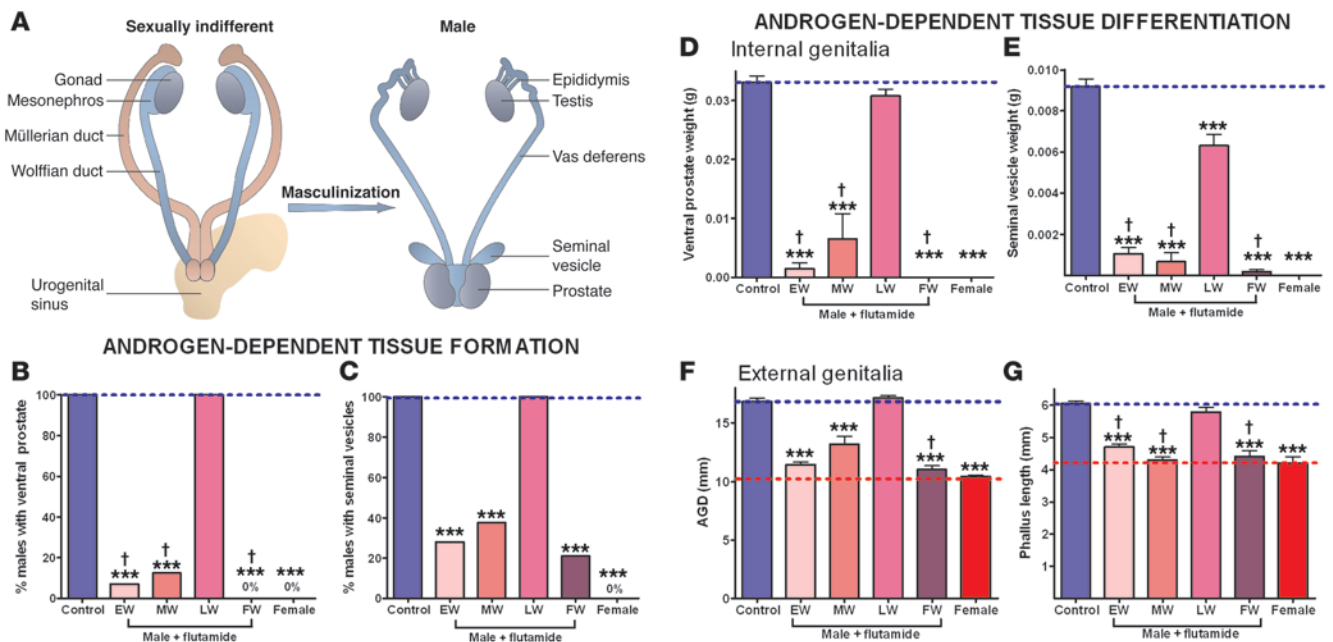 A
Sexually indifferent
Male
Gonad
Mesonephros
Müllerian duct
Wolffian duct
Urogenital
sinus
Masculinization
Epididymis
Testis
Vas deferens
Seminal
vesicle
Prostate
ANDROGEN-DEPENDENT TISSUE FORMATION
B
% males with ventral prostate
100
80
60
40
20
0
†
***
†
***
†
***
0%
***
0%
Control EW MW LW FW Female
Male + flutamide
C
% males with seminal vesicles
100
80
60
40
20
0
***
***
***
***
0%
Control EW MW LW FW Female
Male + flutamide
ANDROGEN-DEPENDENT TISSUE DIFFERENTIATION
D Internal genitalia
Ventral prostate weight (g)
0.03
0.02
0.01
0.00
†
***
†
***
†
***
***
Control EW MW LW FW Female
Male + flutamide
E
Seminal vesicle weight (g)
0.010
0.008
0.006
0.004
0.002
†
***
†
***
***
†
***
***
Control EW MW LW FW Female
Male + flutamide
F External genitalia
AGD (mm)
15
10
5
0
***
***
†
***
***
Control EW MW LW FW Female
Male + flutamide
G
Phallus length (mm)
6
5
4
3
2
1
†
***
†
***
†
***
***
Control EW MW LW FW Female
Male + flutamide